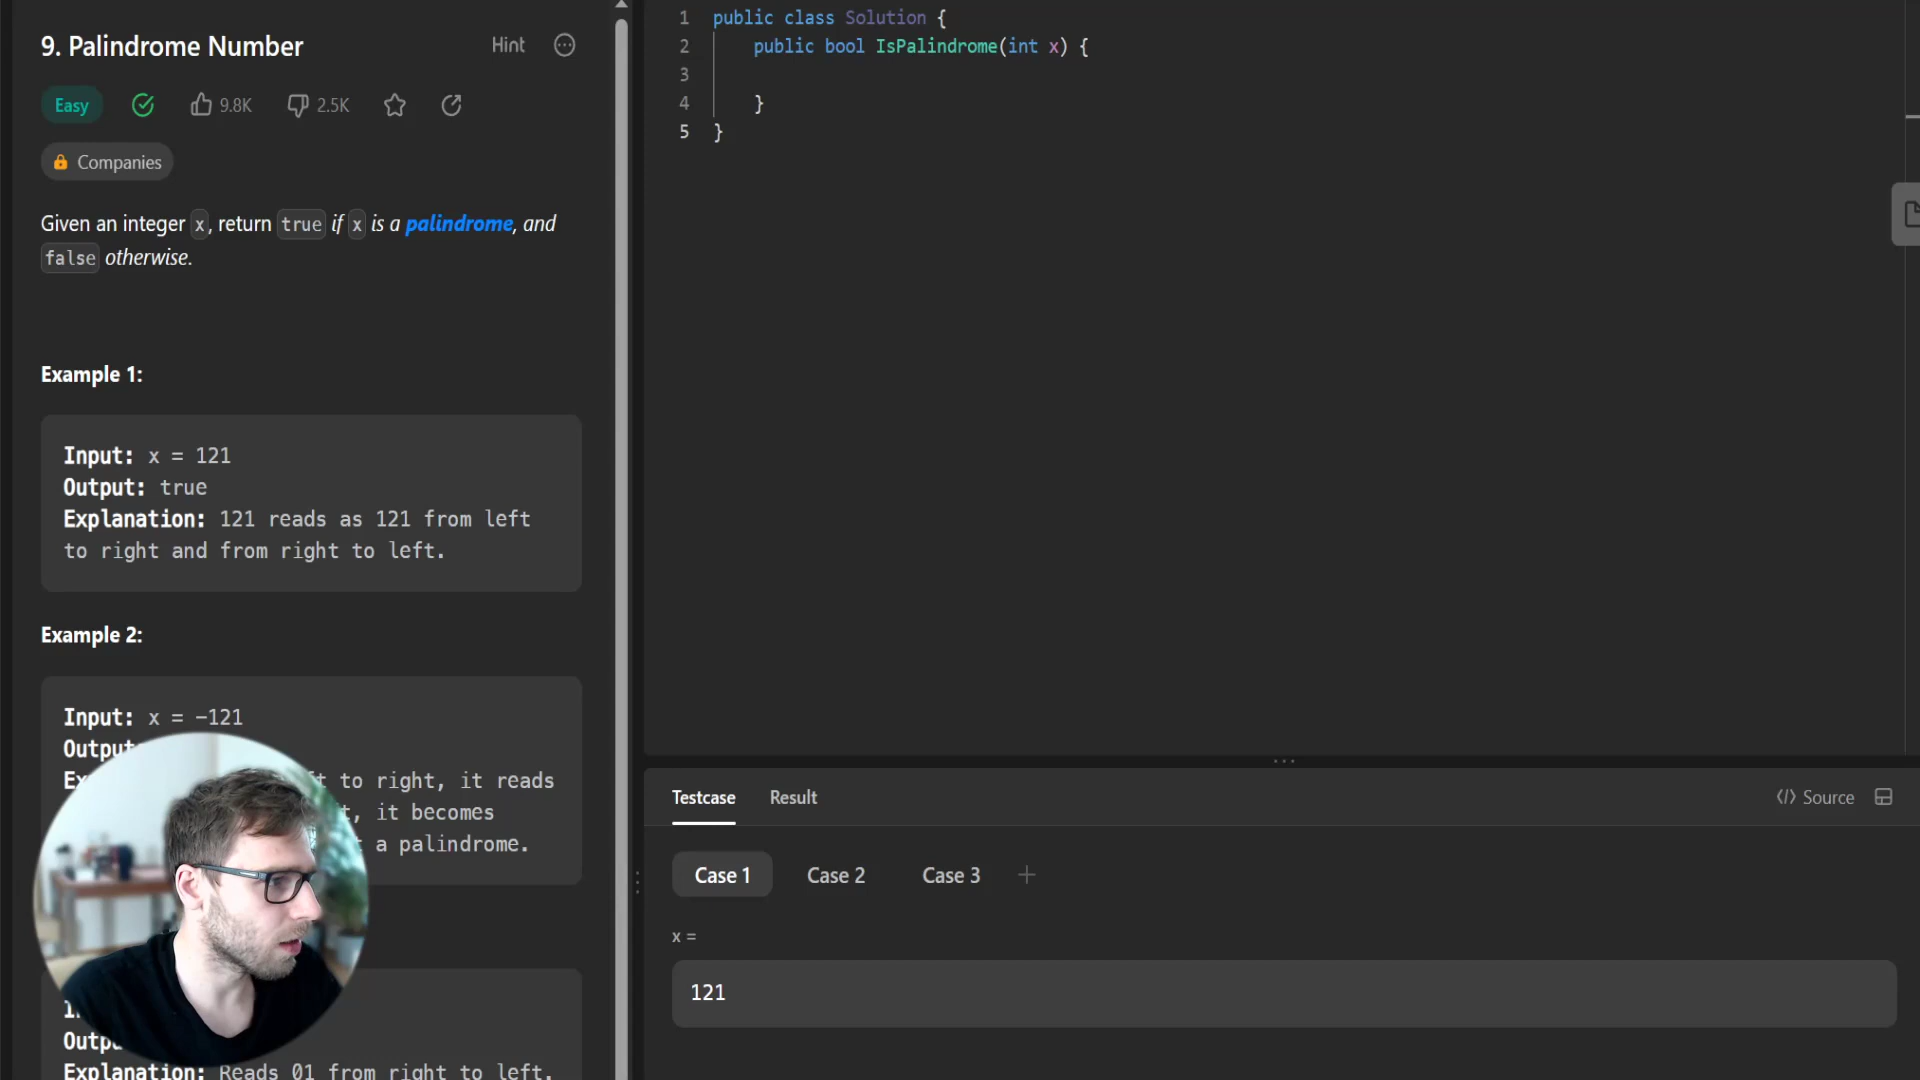 9. Palindrome Number
Hint
Easy
9.8K
2.5K
Companies
Given an integer x, return true if x is a palindrome, and
false otherwise.
Example 1:
Input: x = 121
Output: true
Explanation: 121 reads as 121 from left
to right and from right to left.
Example 2:
Input: x = -121
Output
to right, it reads
it becomes
a palindrome.
Outp
Explanation: Reads 01 from right to left.
1 public class Solution {
2 public bool IsPalindrome(int x) {
3
4 }
5 }
Testcase
Result
</> Source
Case 1
Case 2
Case 3
x =
121